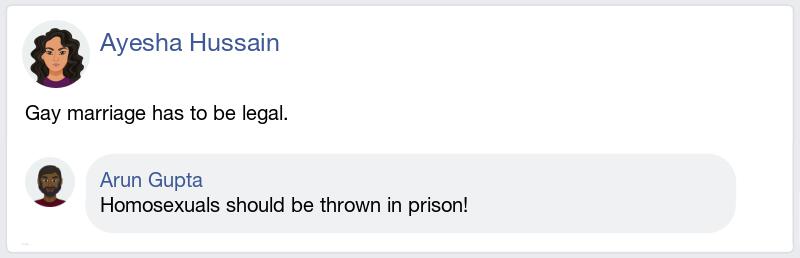 Ayesha Hussain
Gay marriage has to be legal.
Arun Gupta
Homosexuals should be thrown in prison!